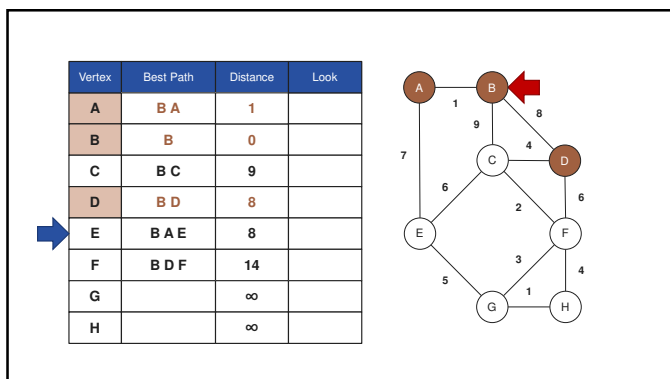 Vertex Best Path Distance Look
A B A 1
B B 0
C B C 9
D B D 8
E B A E 8
F B D F 14
G ∞
H ∞
A B
1
8
9
4
C D
7
6 6
2
E F
3
4
5 1
G H